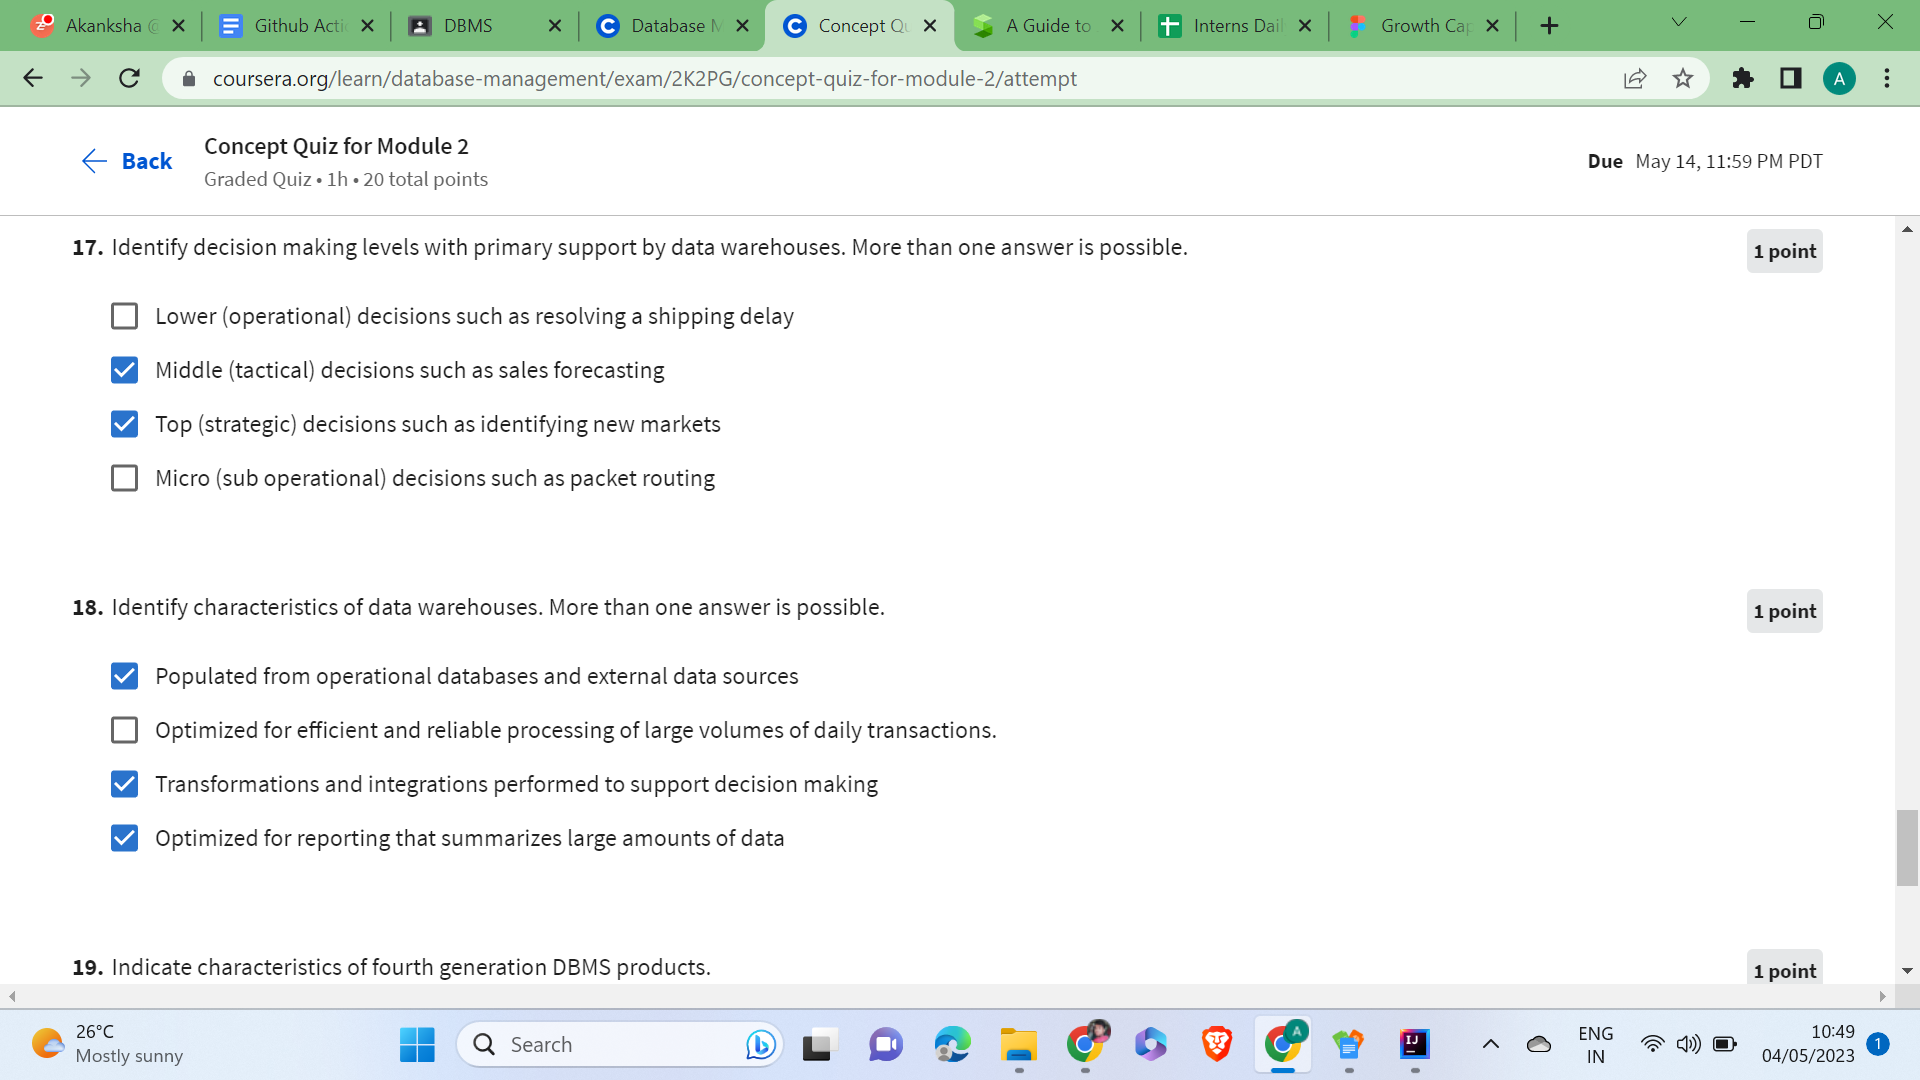 Akanksha @
Github Acti
DBMS
Database M
Concept Qu
A Guide to
Interns Dail
Growth Cap
coursera.org/learn/database-management/exam/2K2PG/concept-quiz-for-module-2/attempt
A
Back
Concept Quiz for Module 2
Graded Quiz • 1h • 20 total points
Due May 14, 11:59 PM PDT
17. Identify decision making levels with primary support by data warehouses. More than one answer is possible.
1 point
Lower (operational) decisions such as resolving a shipping delay
Middle (tactical) decisions such as sales forecasting
Top (strategic) decisions such as identifying new markets
Micro (sub operational) decisions such as packet routing
18. Identify characteristics of data warehouses. More than one answer is possible.
1 point
Populated from operational databases and external data sources
Optimized for efficient and reliable processing of large volumes of daily transactions.
Transformations and integrations performed to support decision making
Optimized for reporting that summarizes large amounts of data
19. Indicate characteristics of fourth generation DBMS products.
1 point
26°C
Mostly sunny
Search
A
IJ
ENG
IN
10:49
04/05/2023
1